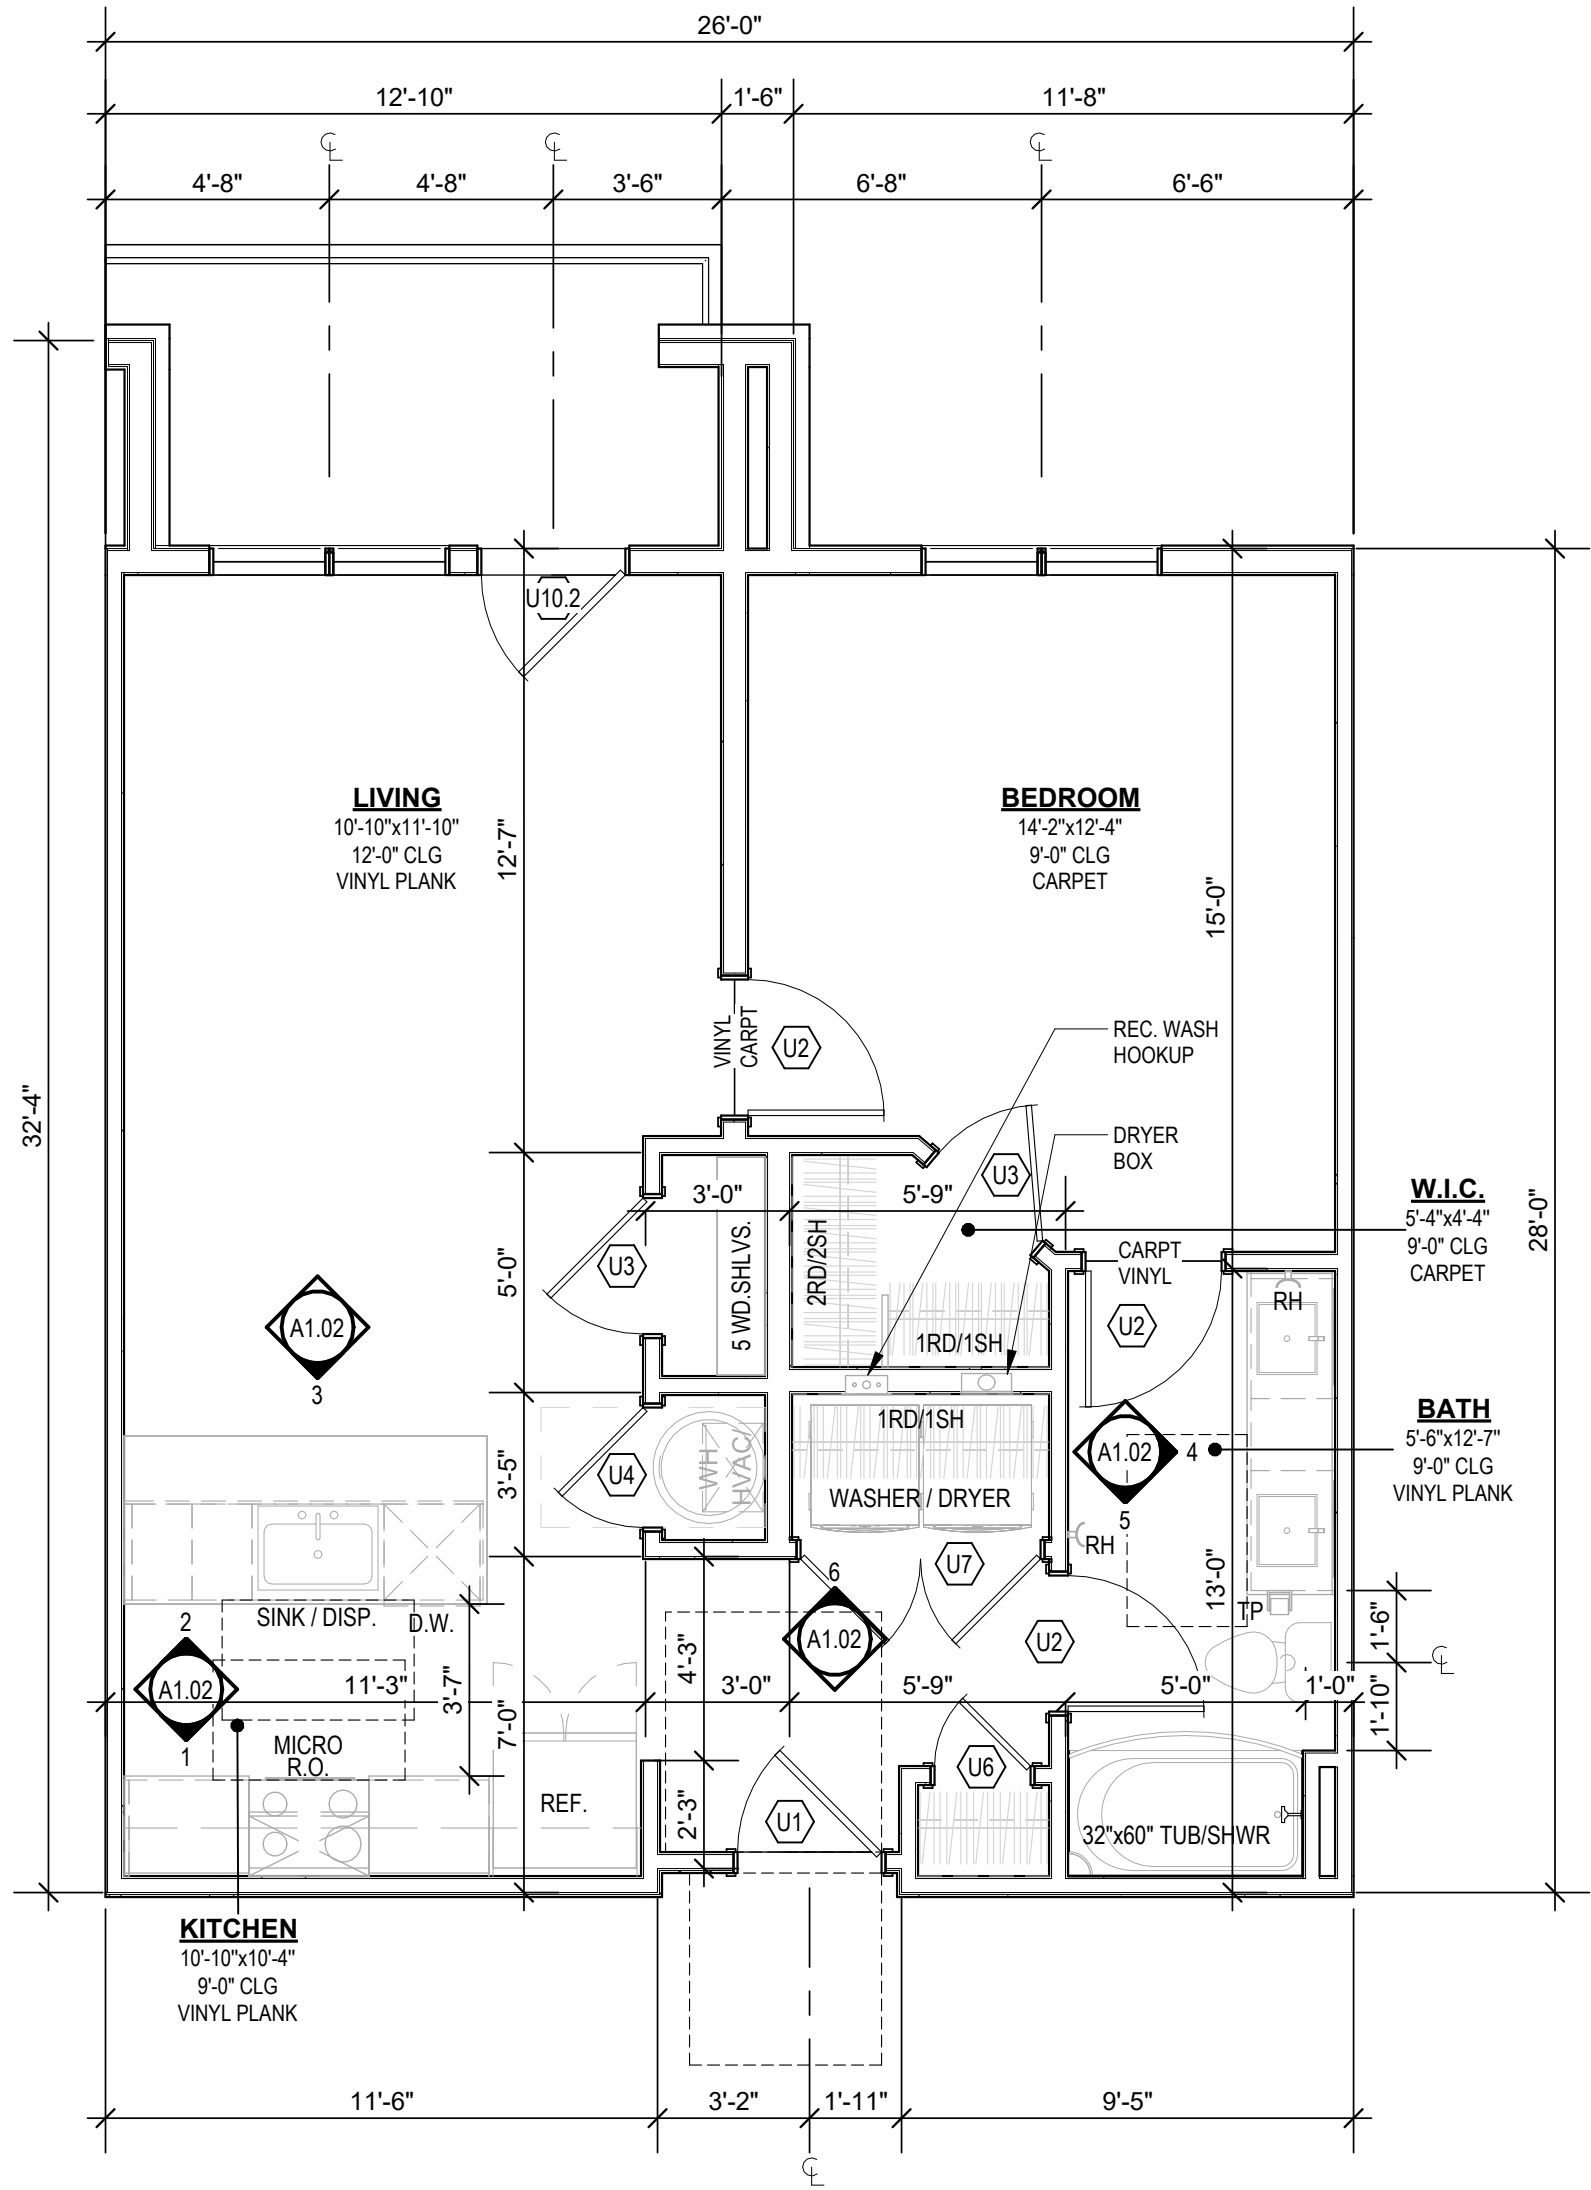 26'-0"
12'-10"
1'-6"
11'-8"
℄
℄
℄
4'-8"
4'-8"
3'-6"
6'-8"
6'-6"
U10.2
LIVING
10'-10"x11'-10"
12'-0" CLG
VINYL PLANK
12'-7"
BEDROOM
14'-2"x12'-4"
9'-0" CLG
CARPET
15'-0"
32'-4"
28'-0"
VINYL
CARPT
U2
REC. WASH
HOOKUP
DRYER
BOX
U3
3'-0"
5'-9"
W.I.C.
5'-4"x4'-4"
9'-0" CLG
CARPET
CARPT
VINYL
U3
5 WD.SHLVS.
2RD/2SH
5'-0"
RH
U2
A1.02
3
1RD/1SH
BATH
5'-6"x12'-7"
9'-0" CLG
VINYL PLANK
1RD/1SH
A1.02
4
5
U4
WH
HVAC/
3'-5"
WASHER / DRYER
RH
U7
6
A1.02
U2
13'-0"
TP
1'-6"
℄
1'-10"
SINK / DISP.
D.W.
2
A1.02
1
11'-3"
3'-7"
7'-0"
4'-3"
3'-0"
5'-9"
5'-0"
1'-0"
MICRO
R.O.
REF.
2'-3"
U1
U6
32"x60" TUB/SHWR
KITCHEN
10'-10"x10'-4"
9'-0" CLG
VINYL PLANK
11'-6"
3'-2"
1'-11"
9'-5"
℄